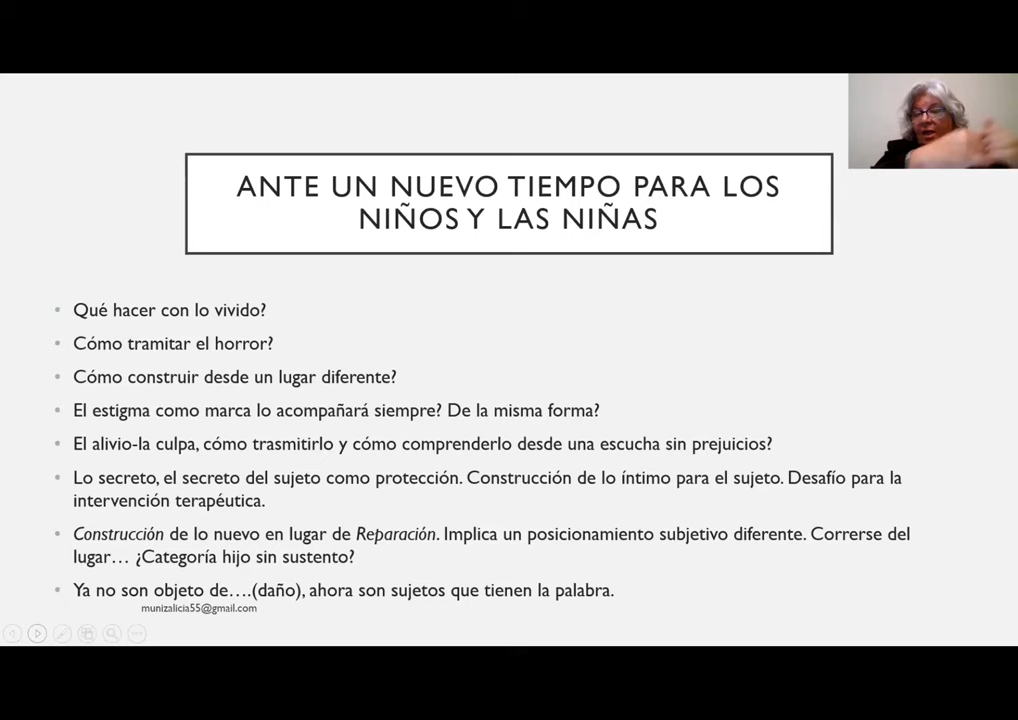 ANTE UN NUEVO TIEMPO PARA LOS
NIÑOS Y LAS NIÑAS
• Qué hacer con lo vivido?
• Cómo tramitar el horror?
• Cómo construir desde un lugar diferente?
• El estigma como marca lo acompañará siempre? De la misma forma?
• El alivio-la culpa, cómo trasmitirlo y cómo comprenderlo desde una escucha sin prejuicios?
• Lo secreto, el secreto del sujeto como protección. Construcción de lo íntimo para el sujeto. Desafío para la
intervención terapéutica.
• Construcción de lo nuevo en lugar de Reparación. Implica un posicionamiento subjetivo diferente. Correrse del
lugar… ¿Categoría hijo sin sustento?
• Ya no son objeto de….(daño), ahora son sujetos que tienen la palabra.
munizalicia55@gmail.com